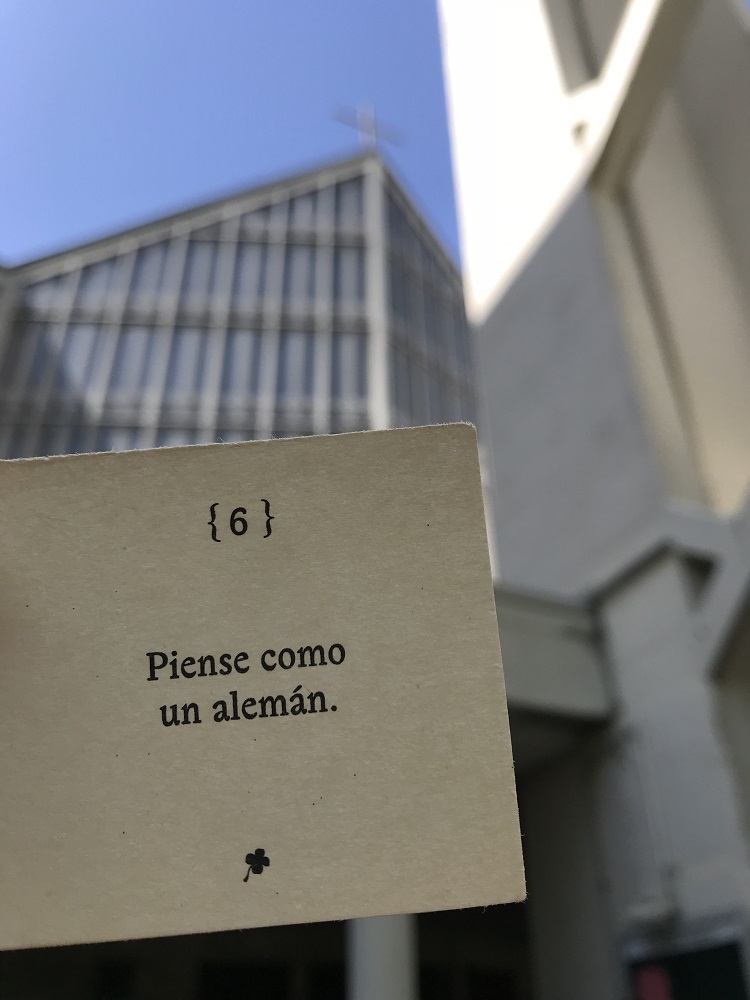 { 6 }
Piense como
un alemán.